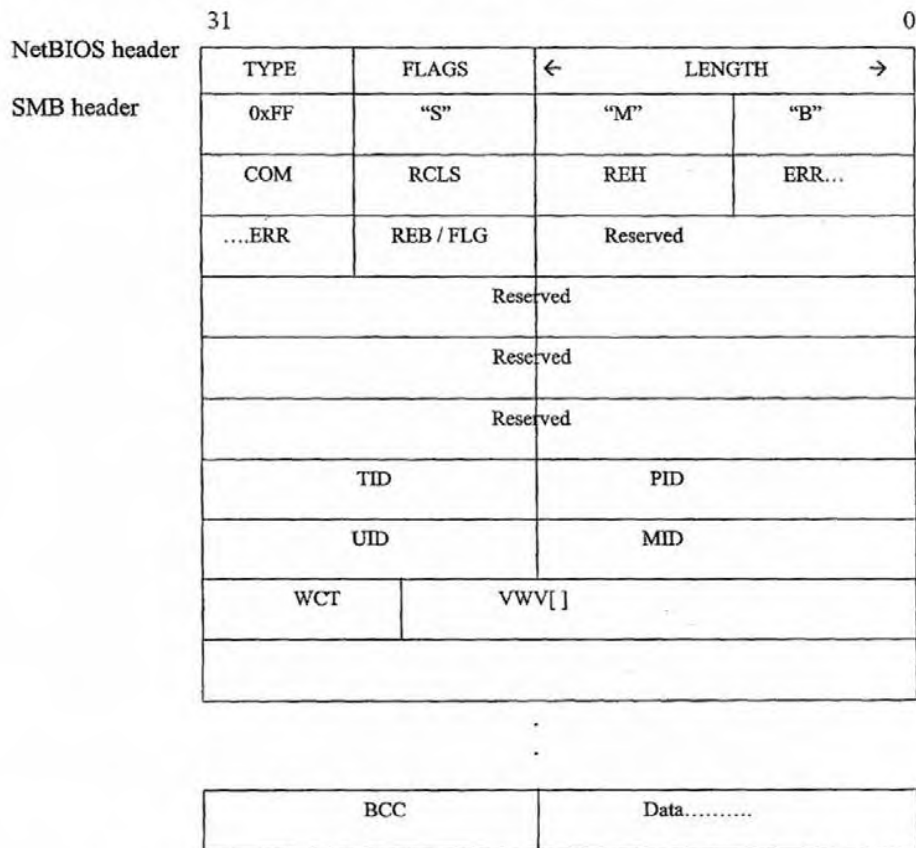 31 0
NetBIOS header
TYPE FLAGS ← LENGTH →
SMB header
0xFF “S” “M” “B”
COM RCLS REH ERR…
….ERR REB / FLG Reserved
Reserved
Reserved
Reserved
TID PID
UID MID
WCT VWV[ ]
.
.
BCC Data……….